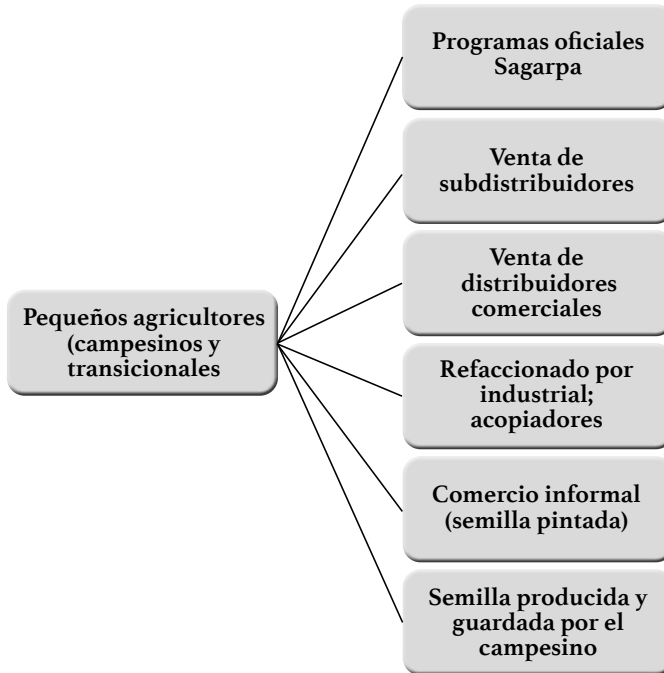 Programas oficiales
Sagarpa
Venta de
subdistribuidores
Venta de
distribuidores
comerciales
Pequeños agricultores
(campesinos y
transicionales
Refaccionado por
industrial;
acopiadores
Comercio informal
(semilla pintada)
Semilla producida y
guardada por el
campesino